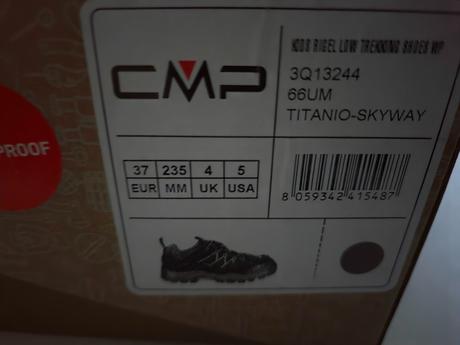 PROOF
CMP
KIDS RIGEL LOW TREKKING SHOES WP
3Q13244
66UM
TITANIO-SKYWAY
37 235 4 5
EUR MM UK USA
8 059342 415487